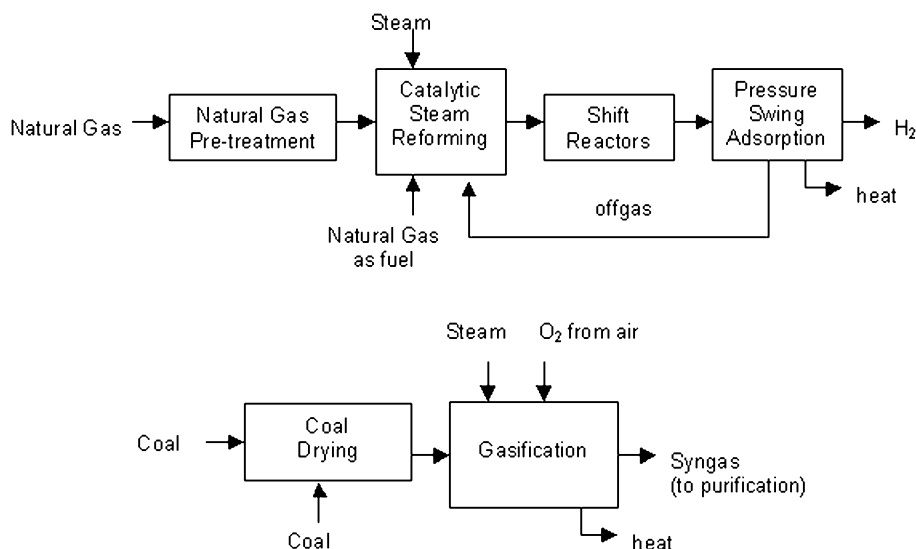 Steam
Natural Gas
Natural Gas
Pre-treatment
Catalytic
Steam
Reforming
Shift
Reactors
Pressure
Swing
Adsorption
H₂
heat
offgas
Natural Gas
as fuel
Steam
O₂ from air
Coal
Coal
Drying
Gasification
Syngas
(to purification)
Coal
heat